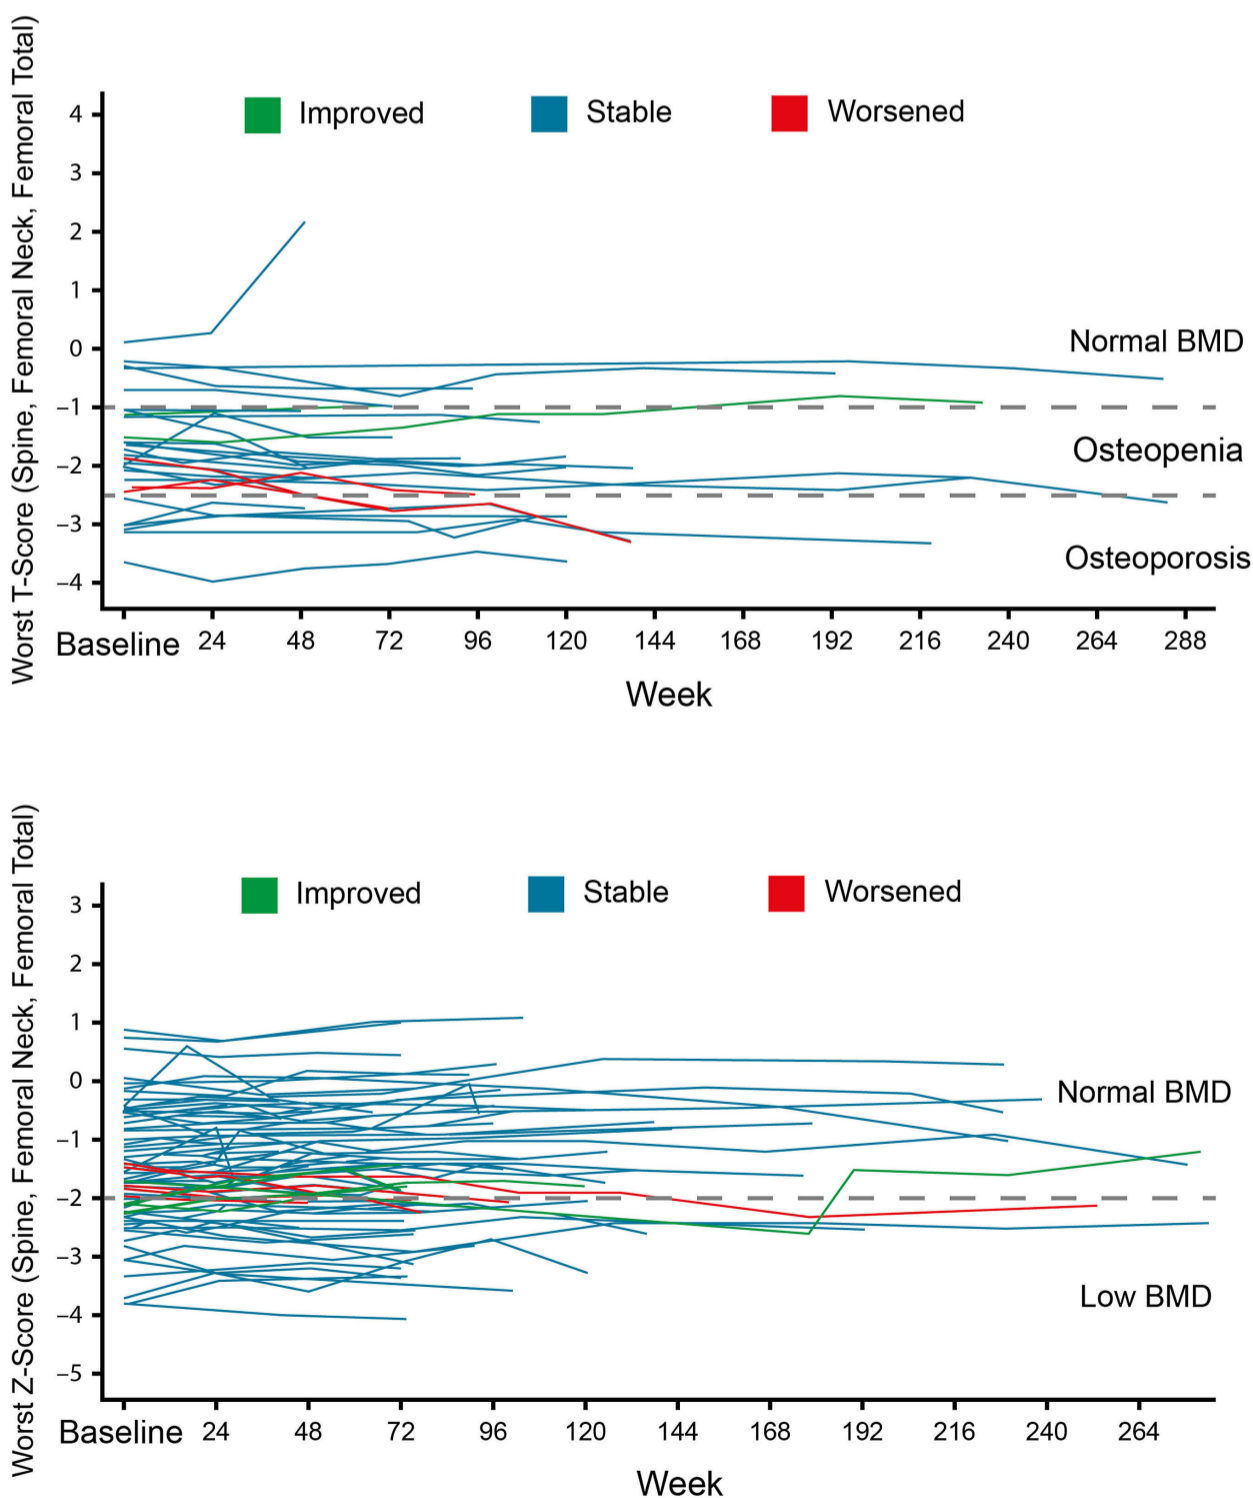 Worst T-Score (Spine, Femoral Neck, Femoral Total)
Improved Stable Worsened
4
3
2
1
0
−1
−2
−3
−4
Normal BMD
Osteopenia
Osteoporosis
Baseline 24 48 72 96 120 144 168 192 216 240 264 288
Week
Worst Z-Score (Spine, Femoral Neck, Femoral Total)
Improved Stable Worsened
3
2
1
0
−1
−2
−3
−4
−5
Normal BMD
Low BMD
Baseline 24 48 72 96 120 144 168 192 216 240 264
Week